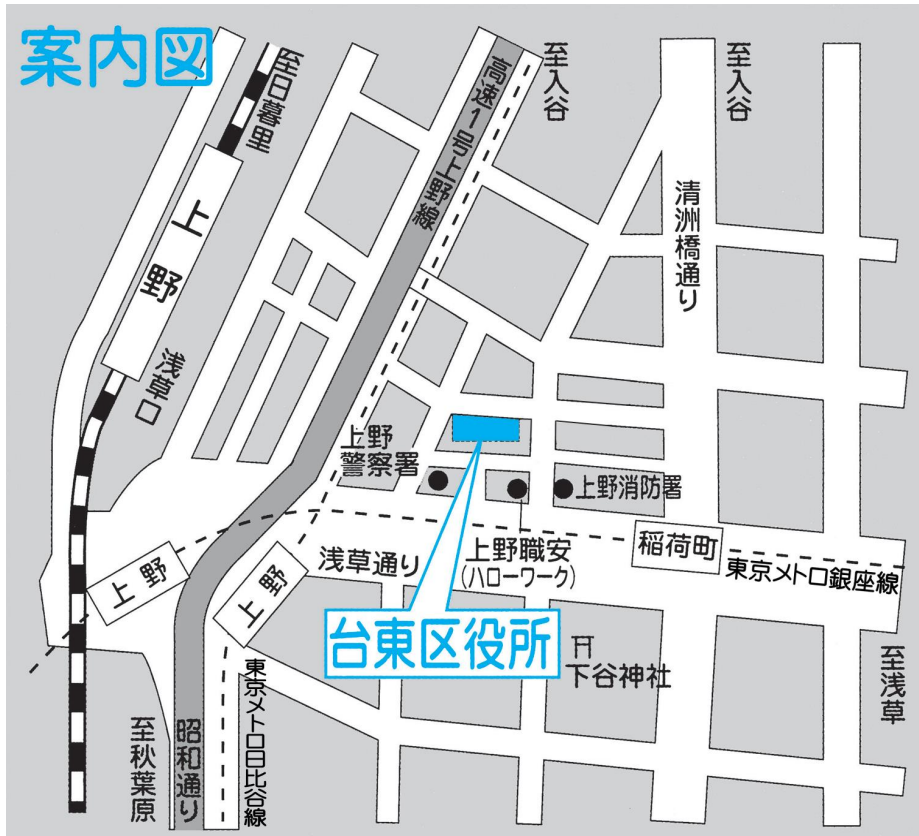 案内図
至日暮里
高速1号上野線
至入谷
至入谷
清洲橋通り
上野
浅草口
上野
警察署
上野消防署
上野職安
(ハローワーク)
稲荷町
浅草通り
東京メトロ銀座線
上野
上野
台東区役所
下谷神社
至浅草
東京メトロ日比谷線
昭和通り
至秋葉原